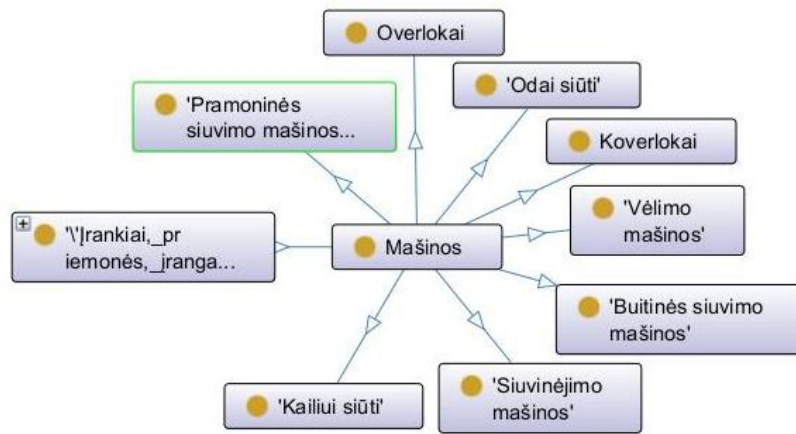 Overlokai
'Odai siūti'
'Pramoninės
siuvimo mašinos...
Koverlokai
'Vėlimo
mašinos'
'\'Įrankiai,_pr
iemonės,_įranga...
Mašinos
'Buitinės siuvimo
mašinos'
'Kailiui siūti'
'Siuvinėjimo
mašinos'